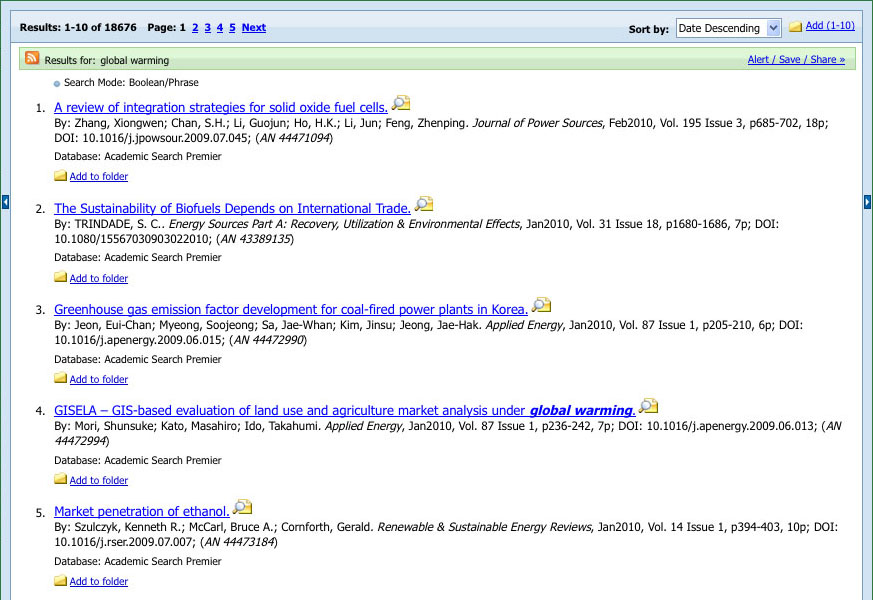 Results: 1-10 of 18676 Page: 1 2 3 4 5 Next Sort by: Date Descending Add (1-10)
Results for: global warming Alert / Save / Share »
Search Mode: Boolean/Phrase
1. A review of integration strategies for solid oxide fuel cells.
By: Zhang, Xiongwen; Chan, S.H.; Li, Guojun; Ho, H.K.; Li, Jun; Feng, Zhenping. Journal of Power Sources, Feb2010, Vol. 195 Issue 3, p685-702, 18p;
DOI: 10.1016/j.jpowsour.2009.07.045; (AN 44471094)
Database: Academic Search Premier
Add to folder
2. The Sustainability of Biofuels Depends on International Trade.
By: TRINDADE, S. C.. Energy Sources Part A: Recovery, Utilization & Environmental Effects, Jan2010, Vol. 31 Issue 18, p1680-1686, 7p; DOI:
10.1080/15567030903022010; (AN 43389135)
Database: Academic Search Premier
Add to folder
3. Greenhouse gas emission factor development for coal-fired power plants in Korea.
By: Jeon, Eui-Chan; Myeong, Soojeong; Sa, Jae-Whan; Kim, Jinsu; Jeong, Jae-Hak. Applied Energy, Jan2010, Vol. 87 Issue 1, p205-210, 6p; DOI:
10.1016/j.apenergy.2009.06.015; (AN 44472990)
Database: Academic Search Premier
Add to folder
4. GISELA – GIS-based evaluation of land use and agriculture market analysis under global warming.
By: Mori, Shunsuke; Kato, Masahiro; Ido, Takahumi. Applied Energy, Jan2010, Vol. 87 Issue 1, p236-242, 7p; DOI: 10.1016/j.apenergy.2009.06.013; (AN
44472994)
Database: Academic Search Premier
Add to folder
5. Market penetration of ethanol.
By: Szulczyk, Kenneth R.; McCarl, Bruce A.; Cornforth, Gerald. Renewable & Sustainable Energy Reviews, Jan2010, Vol. 14 Issue 1, p394-403, 10p; DOI:
10.1016/j.rser.2009.07.007; (AN 44473184)
Database: Academic Search Premier
Add to folder